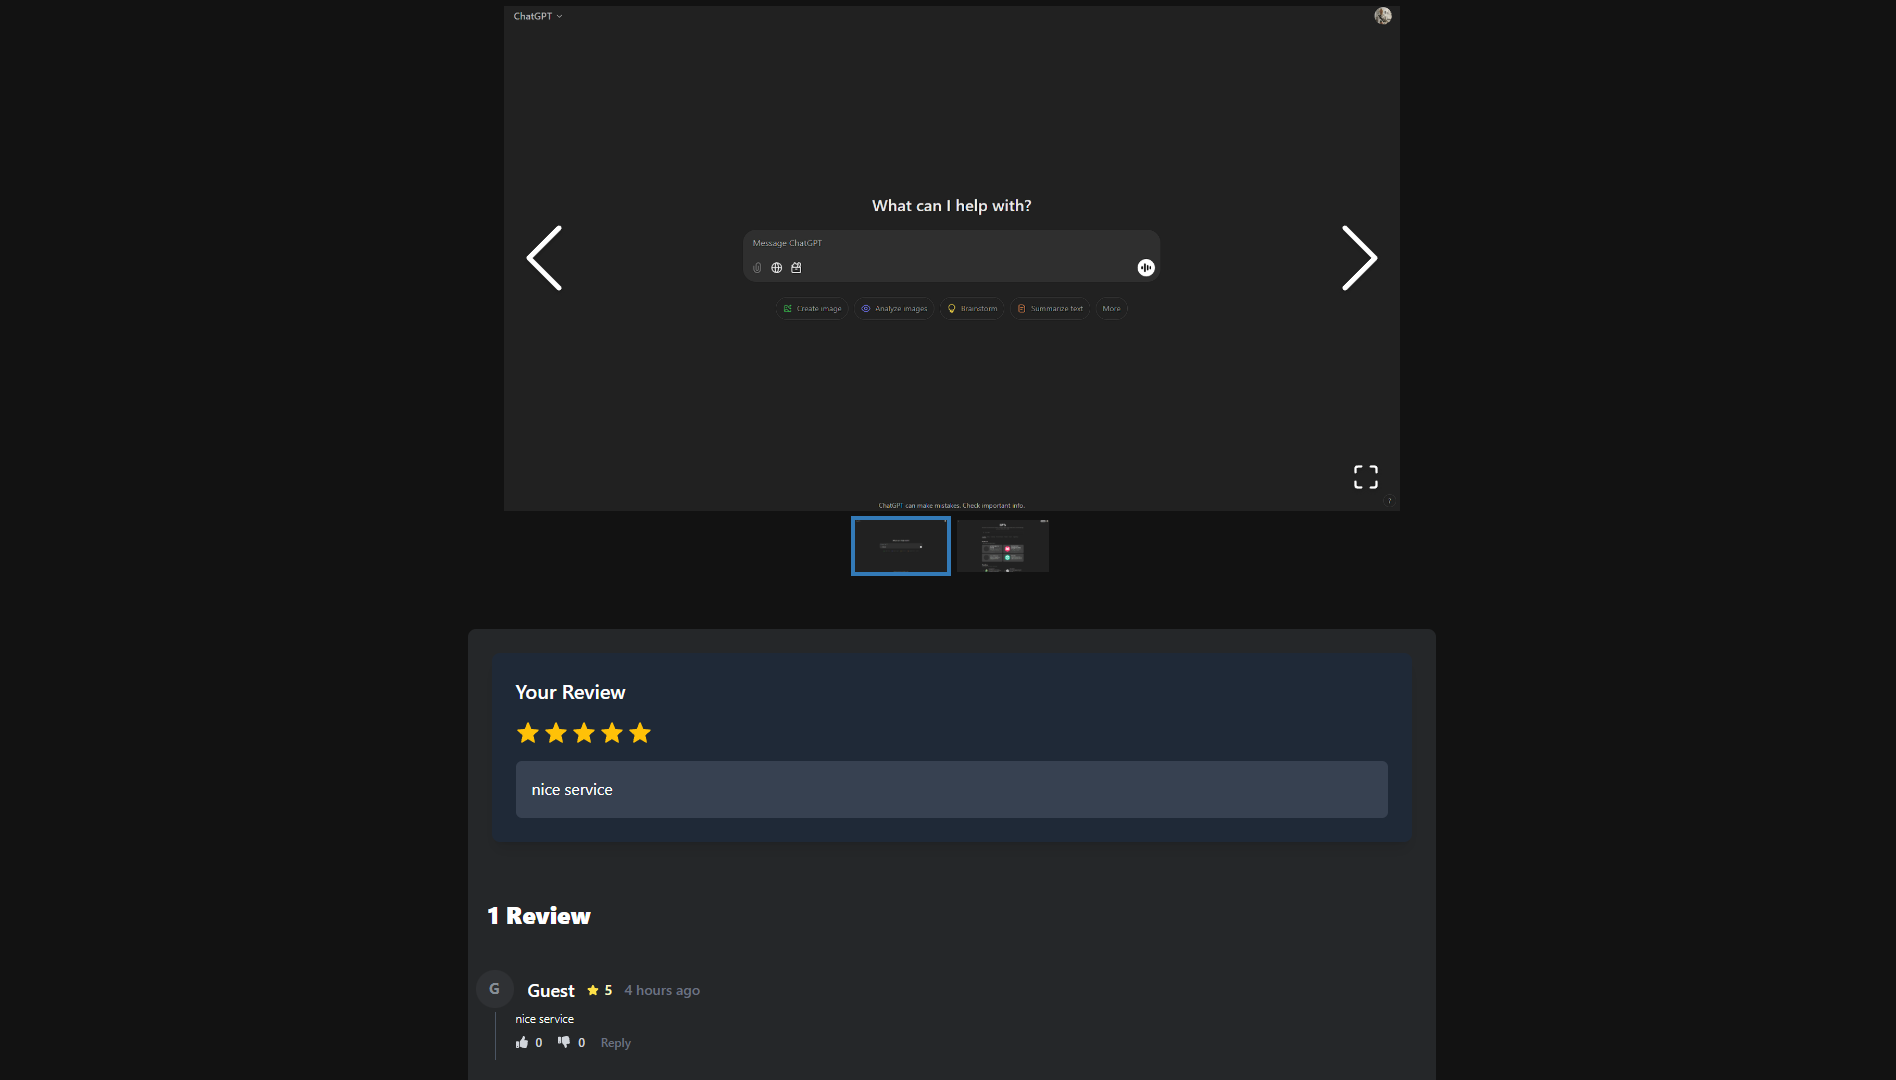 ChatGPT
What can I help with?
Message ChatGPT
Create image
Analyze images
Brainstorm
Summarize text
More
?
ChatGPT can make mistakes. Check important info.
Your Review
nice service
1 Review
G
Guest 5 4 hours ago
nice service
0 0 Reply